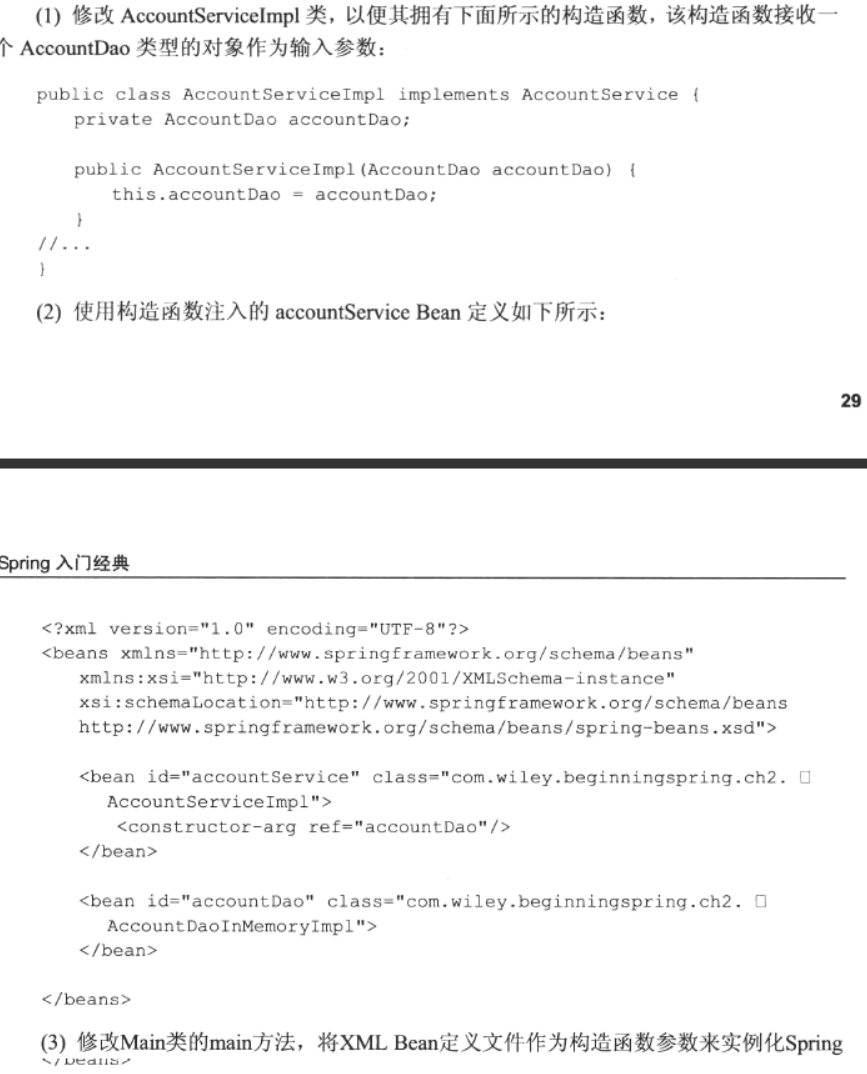 (1) 修改 AccountServiceImpl 类，以便其拥有下面所示的构造函数，该构造函数接收一
个 AccountDao 类型的对象作为输入参数：
public class AccountServiceImpl implements AccountService {
private AccountDao accountDao;
public AccountServiceImpl(AccountDao accountDao) {
this.accountDao = accountDao;
}
//...
}
(2) 使用构造函数注入的 accountService Bean 定义如下所示：
29
Spring 入门经典
<?xml version="1.0" encoding="UTF-8"?>
<beans xmlns="http://www.springframework.org/schema/beans"
xmlns:xsi="http://www.w3.org/2001/XMLSchema-instance"
xsi:schemaLocation="http://www.springframework.org/schema/beans
http://www.springframework.org/schema/beans/spring-beans.xsd">
<bean id="accountService" class="com.wiley.beginningspring.ch2. □
AccountServiceImpl">
<constructor-arg ref="accountDao"/>
</bean>
<bean id="accountDao" class="com.wiley.beginningspring.ch2. □
AccountDaoInMemoryImpl">
</bean>
</beans>
(3) 修改Main类的main方法，将XML Bean定义文件作为构造函数参数来实例化Spring
</beans>